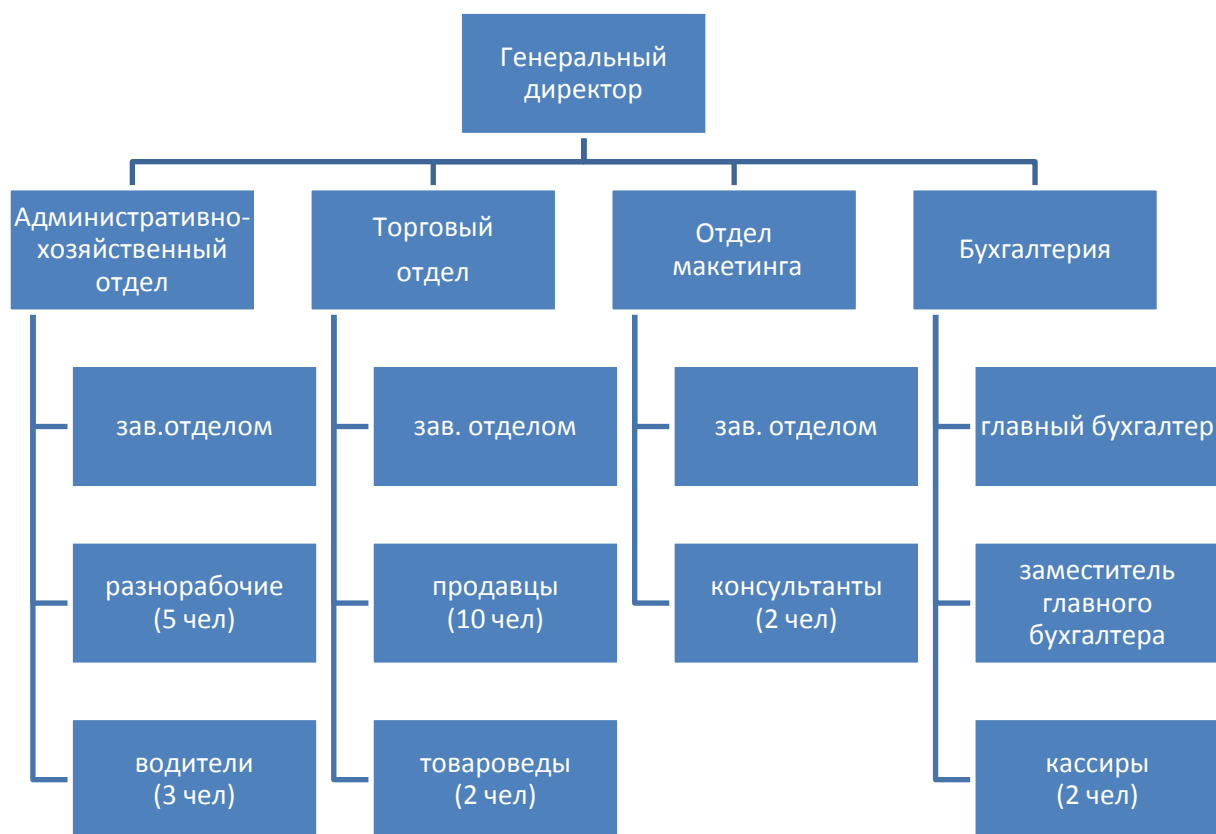 Генеральный
директор
Административно-
хозяйственный
отдел
Торговый
отдел
Отдел
макетинга
Бухгалтерия
зав.отделом
зав. отделом
зав. отделом
главный бухгалтер
разнорабочие
(5 чел)
продавцы
(10 чел)
консультанты
(2 чел)
заместитель
главного
бухгалтера
водители
(3 чел)
товароведы
(2 чел)
кассиры
(2 чел)